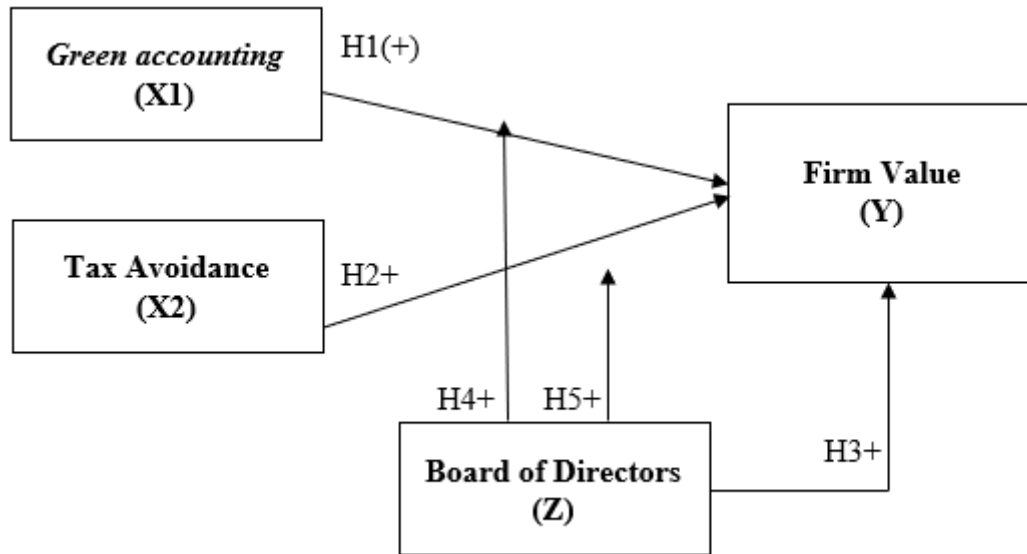 Green accounting
(X1)
H1(+)
Firm Value
(Y)
Tax Avoidance
(X2)
H2+
H4+
H5+
H3+
Board of Directors
(Z)